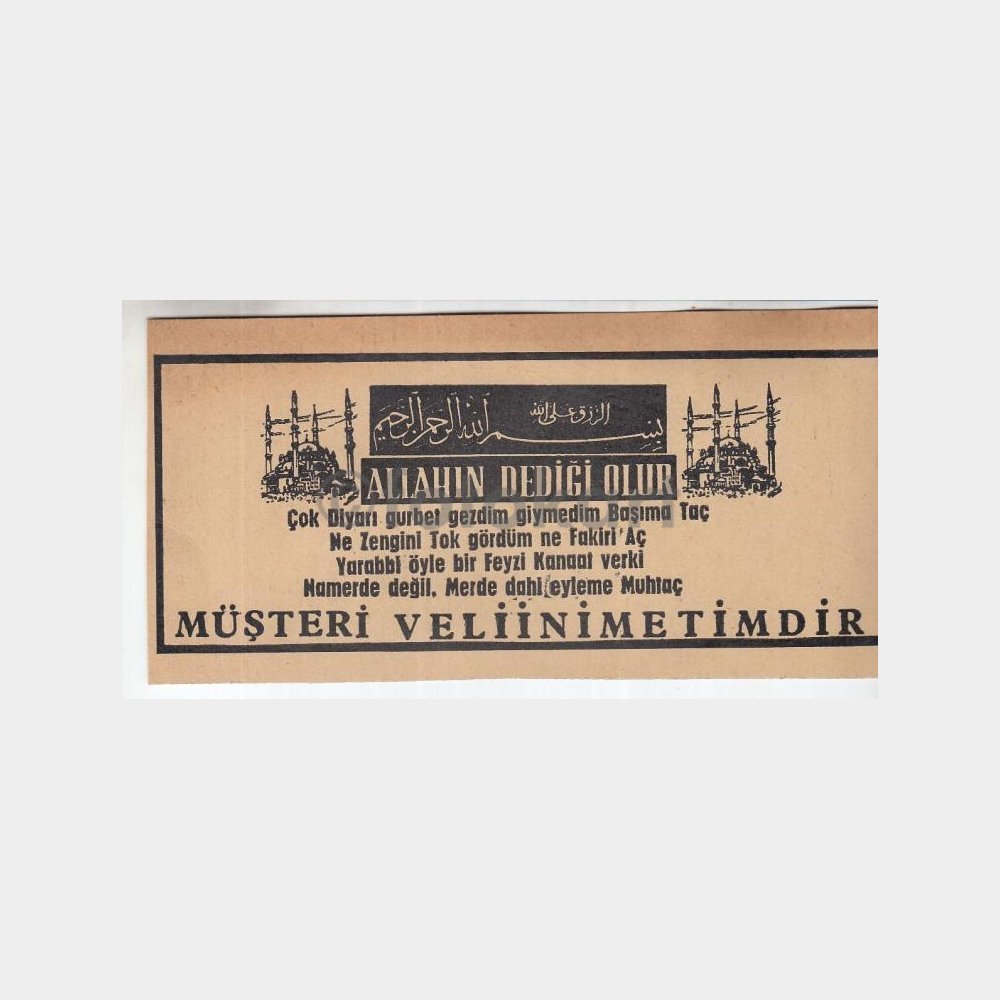 الرزق على الله
بسم الله الرحمن الرحيم
ALLAHIN DEDİĞİ OLUR
Çok Diyarı gurbet gezdim giymedim Başıma Taç
Ne Zengini Tok gördüm ne Fakiri Aç
Yarabbi öyle bir Feyzi Kanaat verki
Namerde değil, Merde dahi eyleme Muhtaç
MÜŞTERİ VELİİNİMETİMDİR